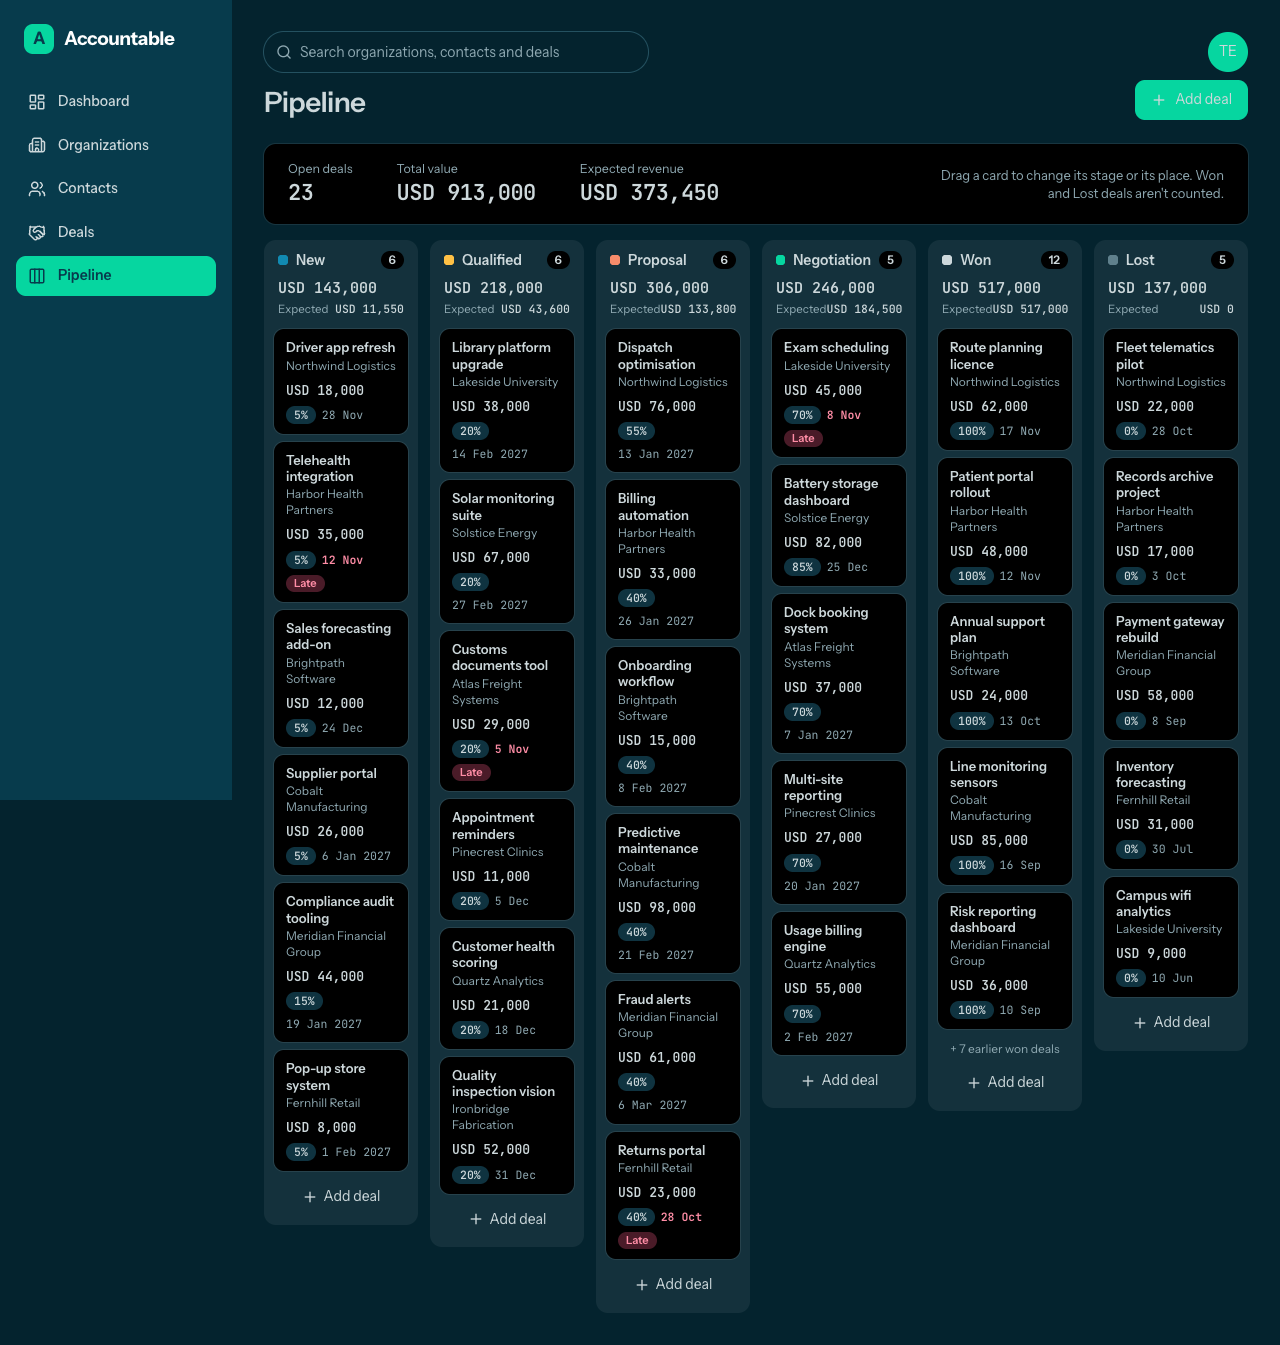 A Accountable
Dashboard
Organizations
Contacts
Deals
Pipeline
Search organizations, contacts and deals
TE
Pipeline
+ Add deal
Open deals
23
Total value
USD 913,000
Expected revenue
USD 373,450
Drag a card to change its stage or its place. Won
and Lost deals aren't counted.
New 6
USD 143,000
Expected USD 11,550
Driver app refresh
Northwind Logistics
USD 18,000
5% 28 Nov
Telehealth
integration
Harbor Health
Partners
USD 35,000
5% 12 Nov
Late
Sales forecasting
add-on
Brightpath
Software
USD 12,000
5% 24 Dec
Supplier portal
Cobalt
Manufacturing
USD 26,000
5% 6 Jan 2027
Compliance audit
tooling
Meridian Financial
Group
USD 44,000
15%
19 Jan 2027
Pop-up store
system
Fernhill Retail
USD 8,000
5% 1 Feb 2027
+ Add deal
Qualified 6
USD 218,000
Expected USD 43,600
Library platform
upgrade
Lakeside University
USD 38,000
20%
14 Feb 2027
Solar monitoring
suite
Solstice Energy
USD 67,000
20%
27 Feb 2027
Customs
documents tool
Atlas Freight
Systems
USD 29,000
20% 5 Nov
Late
Appointment
reminders
Pinecrest Clinics
USD 11,000
20% 5 Dec
Customer health
scoring
Quartz Analytics
USD 21,000
20% 18 Dec
Quality
inspection vision
Ironbridge
Fabrication
USD 52,000
20% 31 Dec
+ Add deal
Proposal 6
USD 306,000
Expected USD 133,800
Dispatch
optimisation
Northwind Logistics
USD 76,000
55%
13 Jan 2027
Billing
automation
Harbor Health
Partners
USD 33,000
40%
26 Jan 2027
Onboarding
workflow
Brightpath
Software
USD 15,000
40%
8 Feb 2027
Predictive
maintenance
Cobalt
Manufacturing
USD 98,000
40%
21 Feb 2027
Fraud alerts
Meridian Financial
Group
USD 61,000
40%
6 Mar 2027
Returns portal
Fernhill Retail
USD 23,000
40% 28 Oct
Late
+ Add deal
Negotiation 5
USD 246,000
Expected USD 184,500
Exam scheduling
Lakeside University
USD 45,000
70% 8 Nov
Late
Battery storage
dashboard
Solstice Energy
USD 82,000
85% 25 Dec
Dock booking
system
Atlas Freight
Systems
USD 37,000
70%
7 Jan 2027
Multi-site
reporting
Pinecrest Clinics
USD 27,000
70%
20 Jan 2027
Usage billing
engine
Quartz Analytics
USD 55,000
70%
2 Feb 2027
+ Add deal
Won 12
USD 517,000
Expected USD 517,000
Route planning
licence
Northwind Logistics
USD 62,000
100% 17 Nov
Patient portal
rollout
Harbor Health
Partners
USD 48,000
100% 12 Nov
Annual support
plan
Brightpath
Software
USD 24,000
100% 13 Oct
Line monitoring
sensors
Cobalt
Manufacturing
USD 85,000
100% 16 Sep
Risk reporting
dashboard
Meridian Financial
Group
USD 36,000
100% 10 Sep
+ 7 earlier won deals
+ Add deal
Lost 5
USD 137,000
Expected USD 0
Fleet telematics
pilot
Northwind Logistics
USD 22,000
0% 28 Oct
Records archive
project
Harbor Health
Partners
USD 17,000
0% 3 Oct
Payment gateway
rebuild
Meridian Financial
Group
USD 58,000
0% 8 Sep
Inventory
forecasting
Fernhill Retail
USD 31,000
0% 30 Jul
Campus wifi
analytics
Lakeside University
USD 9,000
0% 10 Jun
+ Add deal